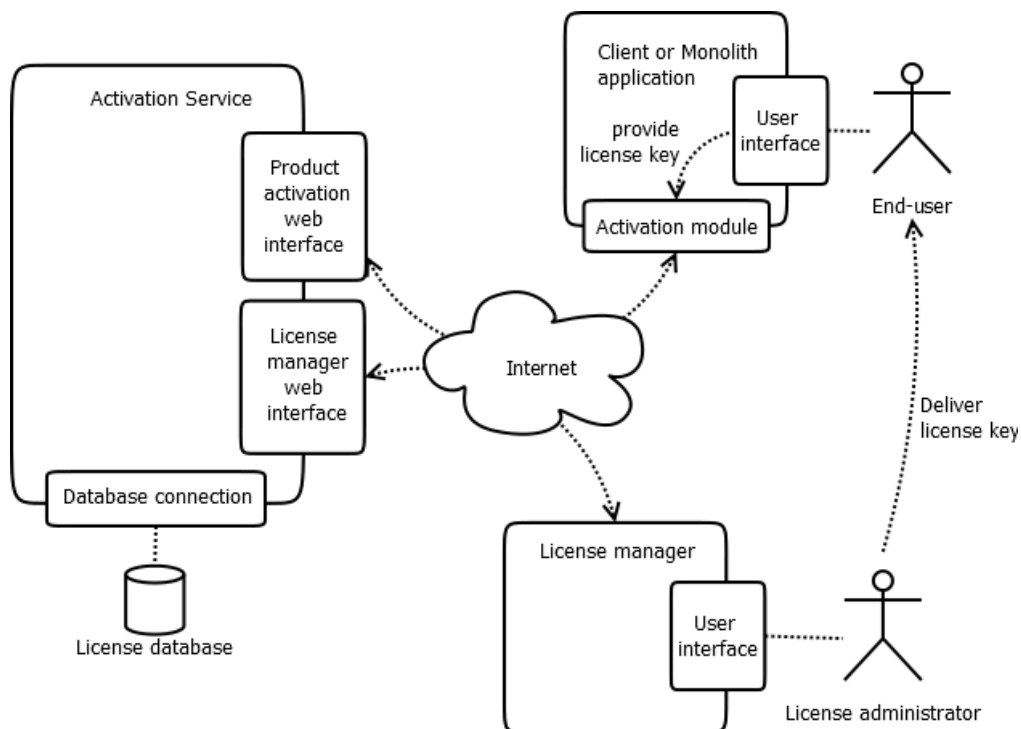 Activation Service
Product
activation
web
interface
License
manager
web
interface
Database connection
License database
Internet
Client or Monolith
application
provide
license key
User
interface
Activation module
End-user
Deliver
license key
License manager
User
interface
License administrator